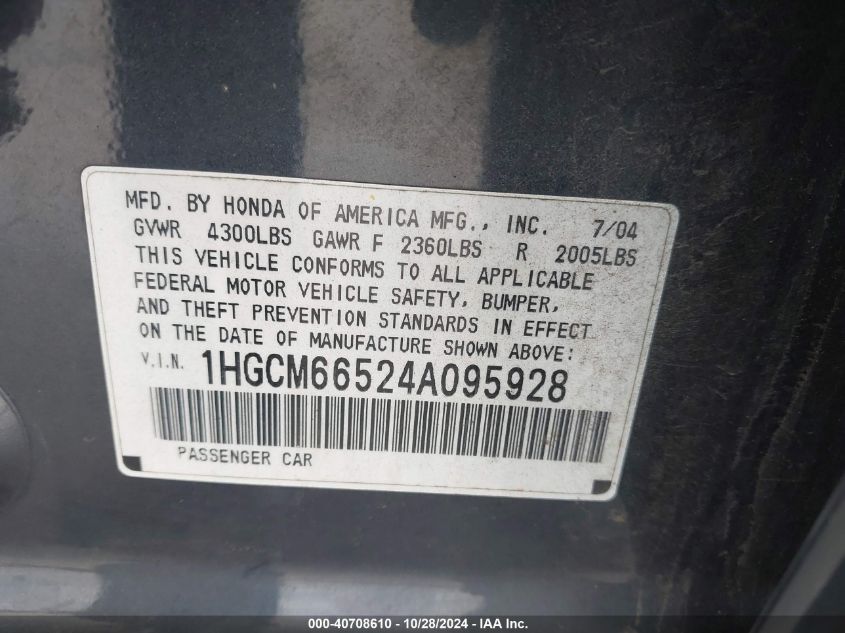 MFD. BY HONDA OF AMERICA MFG., INC. 7/04
GVWR 4300LBS GAWR F 2360LBS R 2005LBS
THIS VEHICLE CONFORMS TO ALL APPLICABLE
FEDERAL MOTOR VEHICLE SAFETY, BUMPER,
AND THEFT PREVENTION STANDARDS IN EFFECT
ON THE DATE OF MANUFACTURE SHOWN ABOVE:
V.I.N. 1HGCM66524A095928
PASSENGER CAR
000-40708610 - 10/28/2024 - IAA Inc.